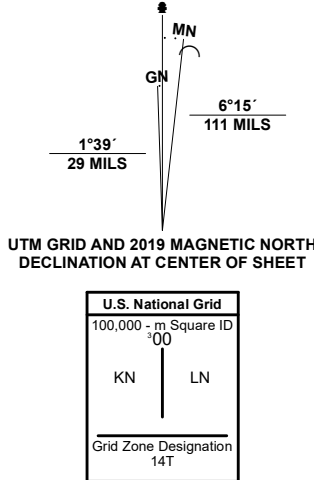 MN
GN
6°15´
111 MILS
1°39´
29 MILS
UTM GRID AND 2019 MAGNETIC NORTH
DECLINATION AT CENTER OF SHEET
U.S. National Grid
100,000 - m Square ID
³00
KN LN
Grid Zone Designation
14T